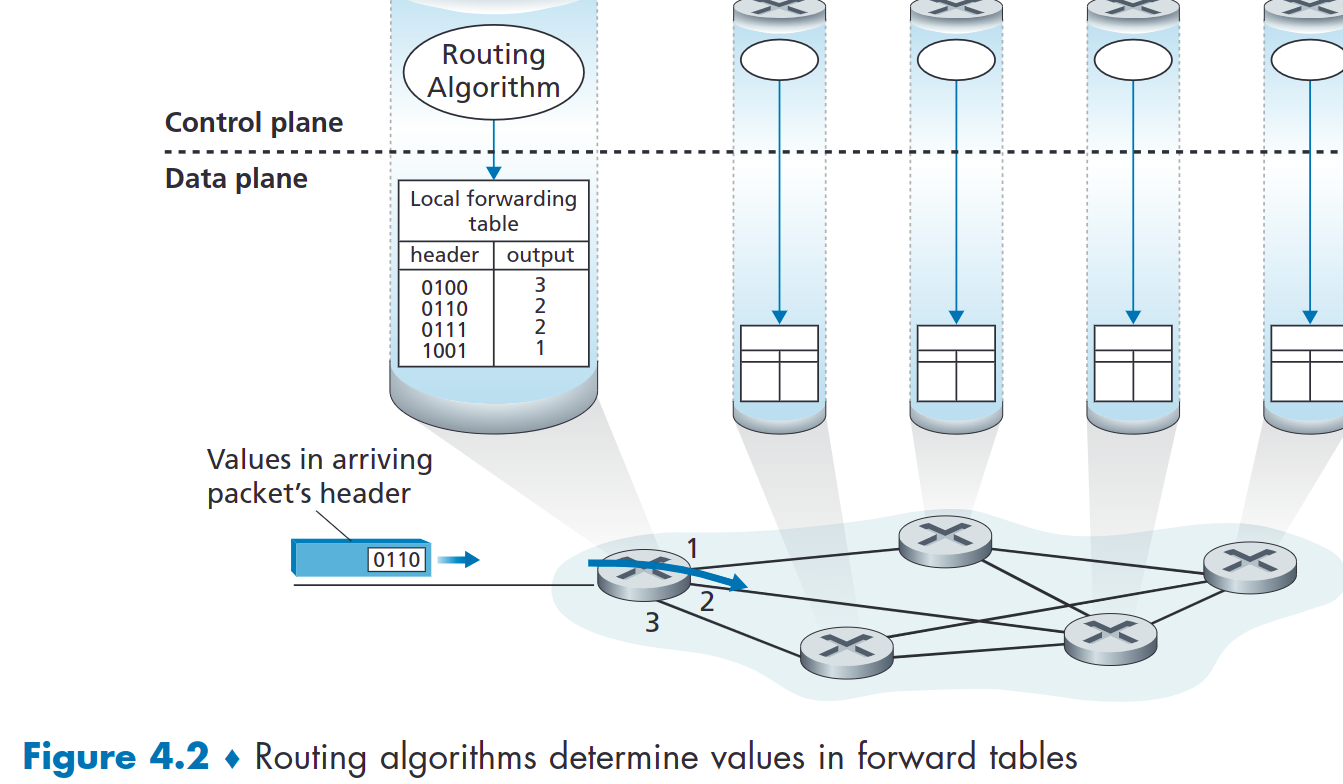 Routing
Algorithm
Control plane
Data plane
Local forwarding
table
header output
0100 3
0110 2
0111 2
1001 1
Values in arriving
packet’s header
0110
1
2
3
Figure 4.2 ♦ Routing algorithms determine values in forward tables